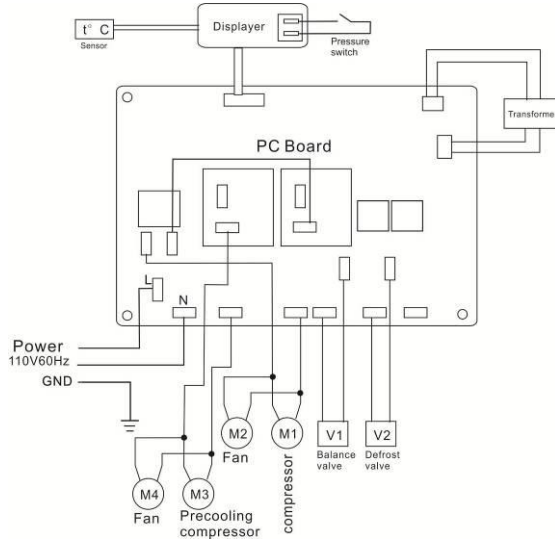 t° C
Sensor
Displayer
Pressure
switch
Transforme
PC Board
L
N
Power
110V60Hz
GND
M2
Fan
M1
compressor
V1
Balance
valve
V2
Defrost
valve
M4
Fan
M3
Precooling
compressor